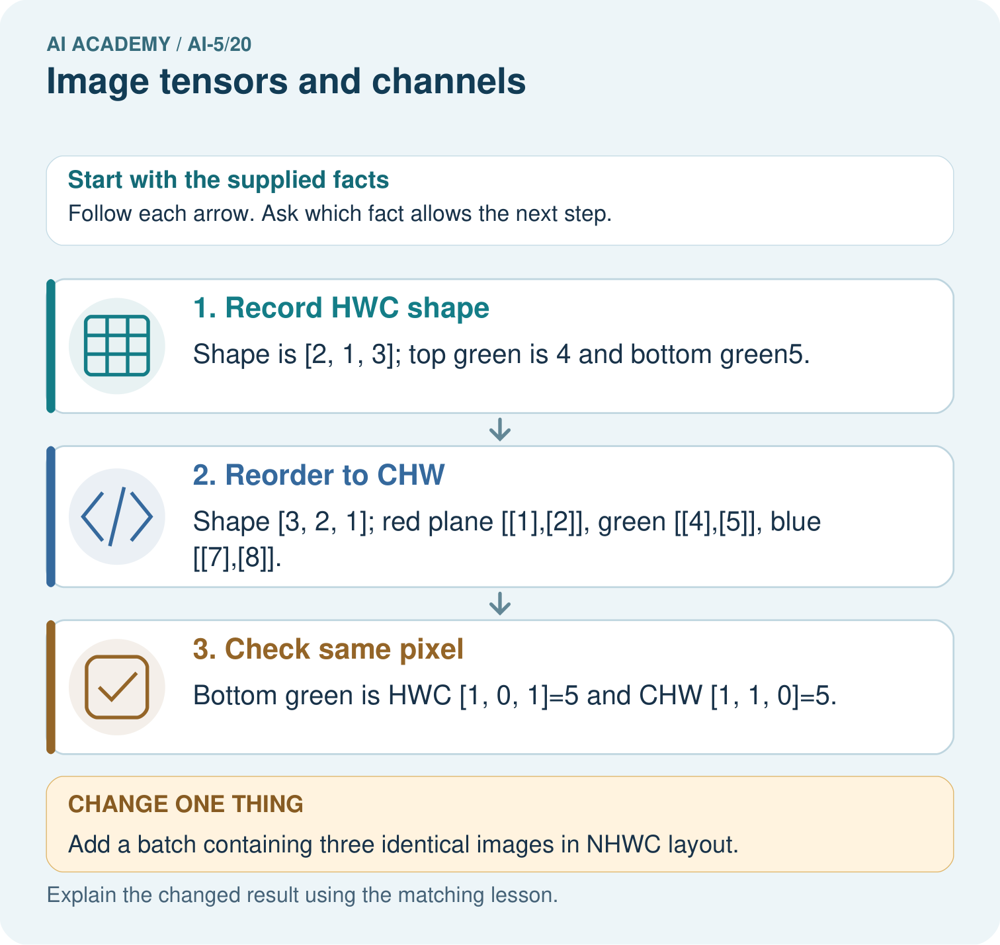 AI ACADEMY / AI-5/20
Image tensors and channels
Start with the supplied facts
Follow each arrow. Ask which fact allows the next step.
1. Record HWC shape
Shape is [2, 1, 3]; top green is 4 and bottom green5.
2. Reorder to CHW
Shape [3, 2, 1]; red plane [[1],[2]], green [[4],[5]], blue
[[7],[8]].
3. Check same pixel
Bottom green is HWC [1, 0, 1]=5 and CHW [1, 1, 0]=5.
CHANGE ONE THING
Add a batch containing three identical images in NHWC layout.
Explain the changed result using the matching lesson.